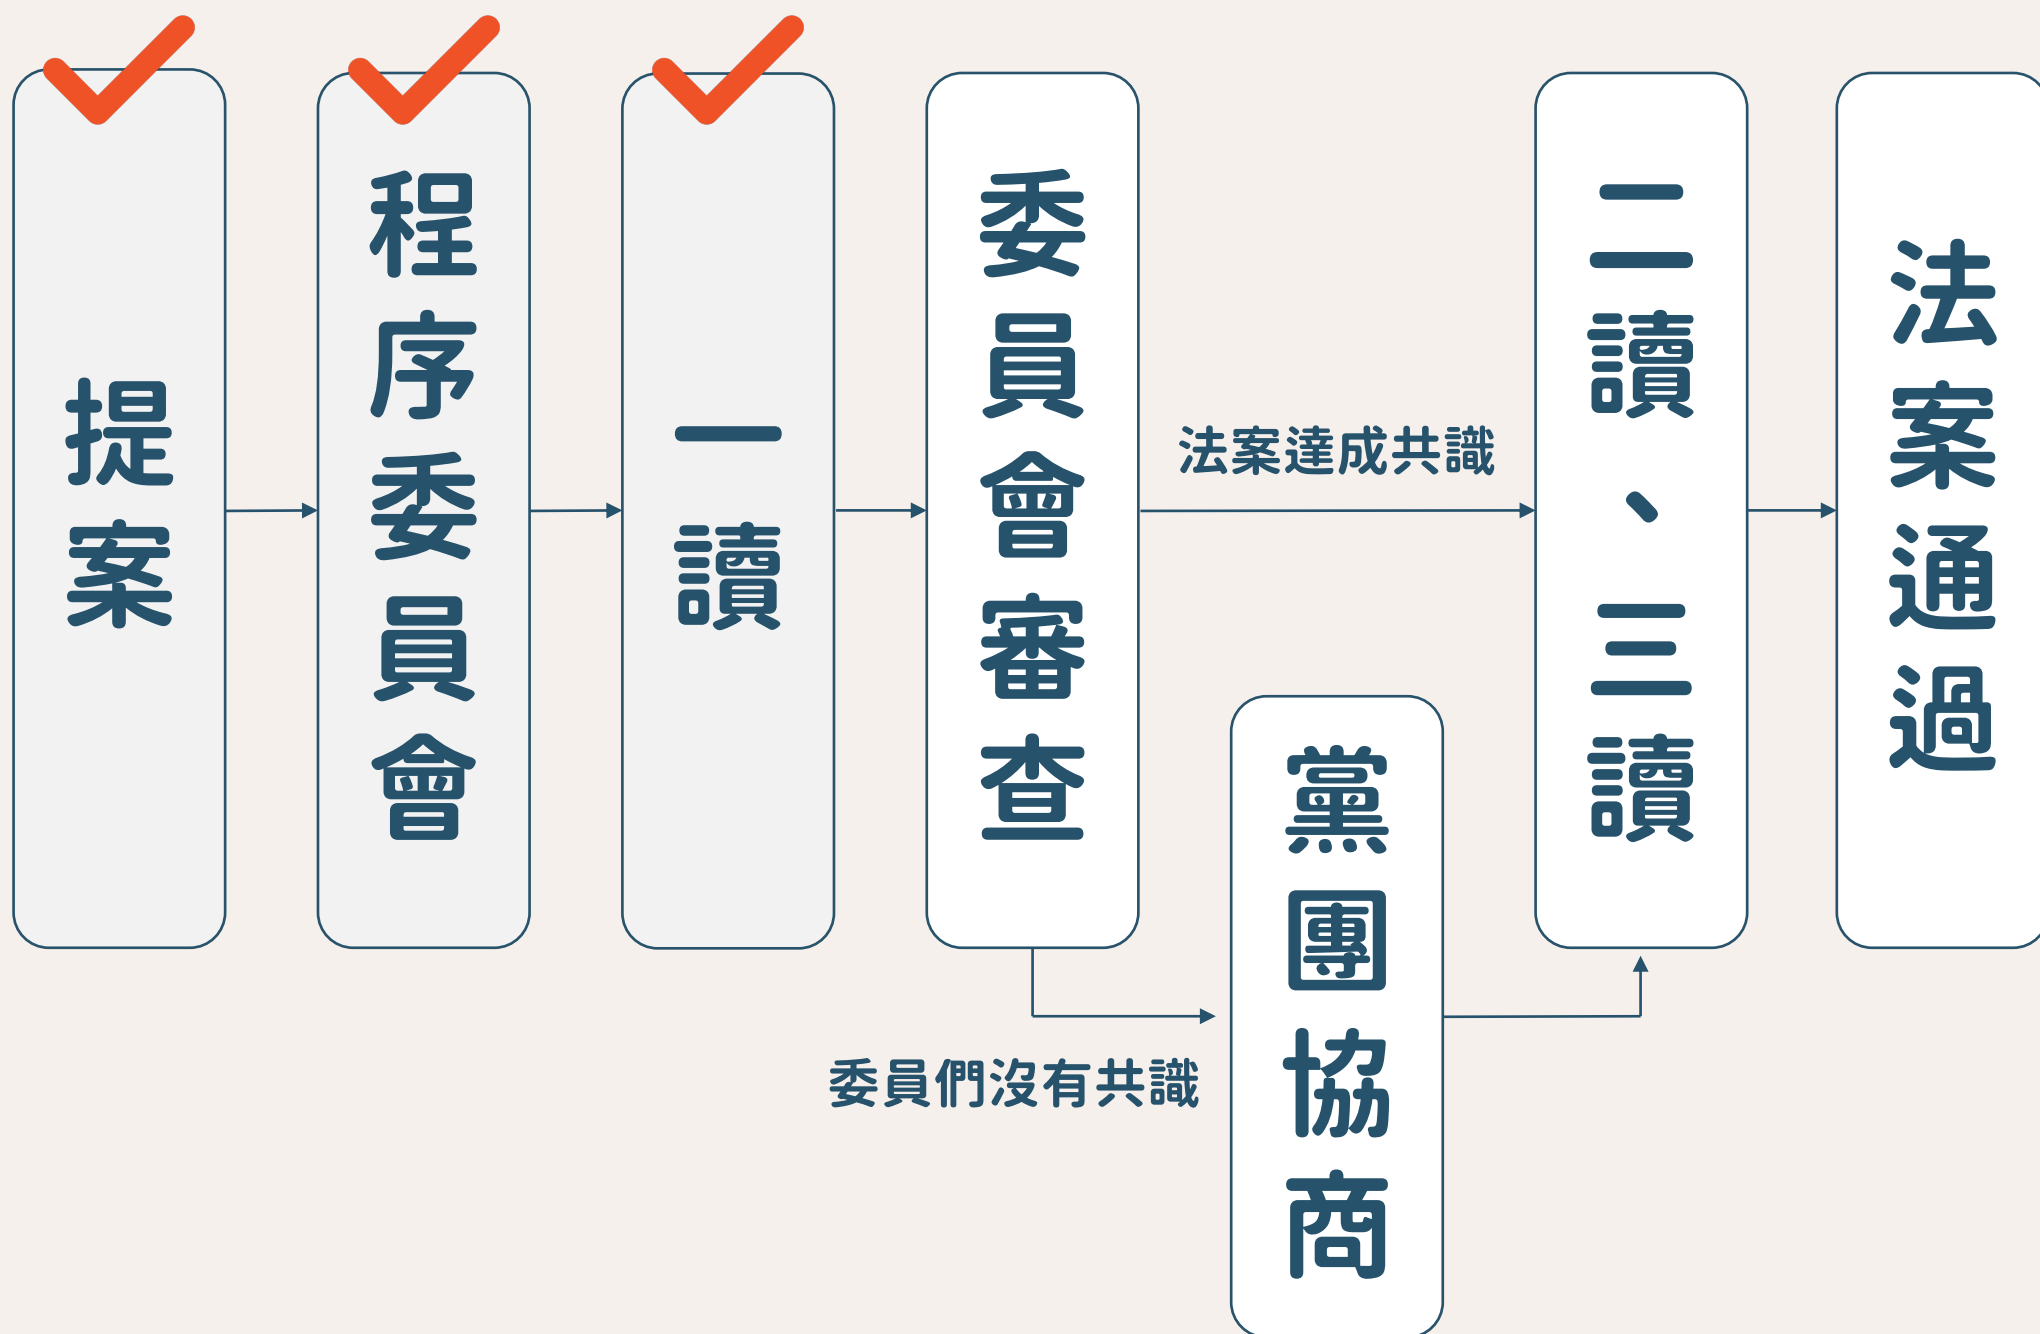 提案
程序委員會
一讀
委員會審查
法案達成共識
委員們沒有共識
黨團協商
二讀、三讀
法案通過